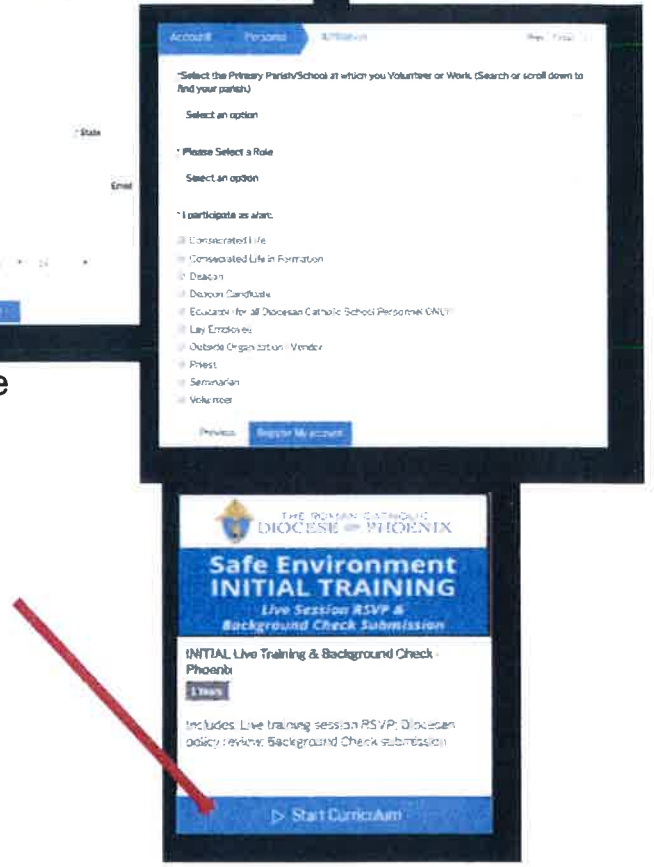 Account Personal Affiliation
*Select the Primary Parish/School at which you Volunteer or Work. (Search or scroll down to find your parish.)
Select an option
* State
* Please Select a Role
Email
Select an option
* I participate as a/an:
Consecrated Life
Consecrated Life in Formation
Deacon
Deacon Candidate
Educator (for all Diocesan Catholic School Personnel ONLY)
Lay Employee
Outside Organization / Vendor
Priest
Seminarian
Volunteer
e
Previous Register My account
THE ROMAN CATHOLIC
DIOCESE of PHOENIX
Safe Environment
INITIAL TRAINING
Live Session RSVP &
Background Check Submission
INITIAL Live Training & Background Check -
Phoenix
Years
Includes: Live training session RSVP; Diocesan
policy review; Background Check submission
Start Curriculum